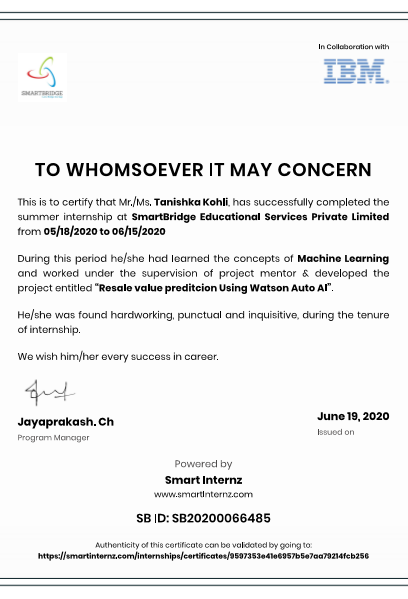 In Collaboration with
SMARTBRIDGE
IBM.
TO WHOMSOEVER IT MAY CONCERN
This is to certify that Mr./Ms. Tanishka Kohli, has successfully completed the
summer internship at SmartBridge Educational Services Private Limited
from 05/18/2020 to 06/15/2020
During this period he/she had learned the concepts of Machine Learning
and worked under the supervision of project mentor & developed the
project entitled "Resale value preditcion Using Watson Auto AI".
He/she was found hardworking, punctual and inquisitive, during the tenure
of internship.
We wish him/her every success in career.
Jayaprakash. Ch
Program Manager
June 19, 2020
Issued on
Powered by
Smart Internz
www.smartinternz.com
SB ID: SB20200066485
Authenticity of this certificate can be validated by going to:
https://smartinternz.com/internships/certificates/9597353e41e6957b5e7aa79214fcb256